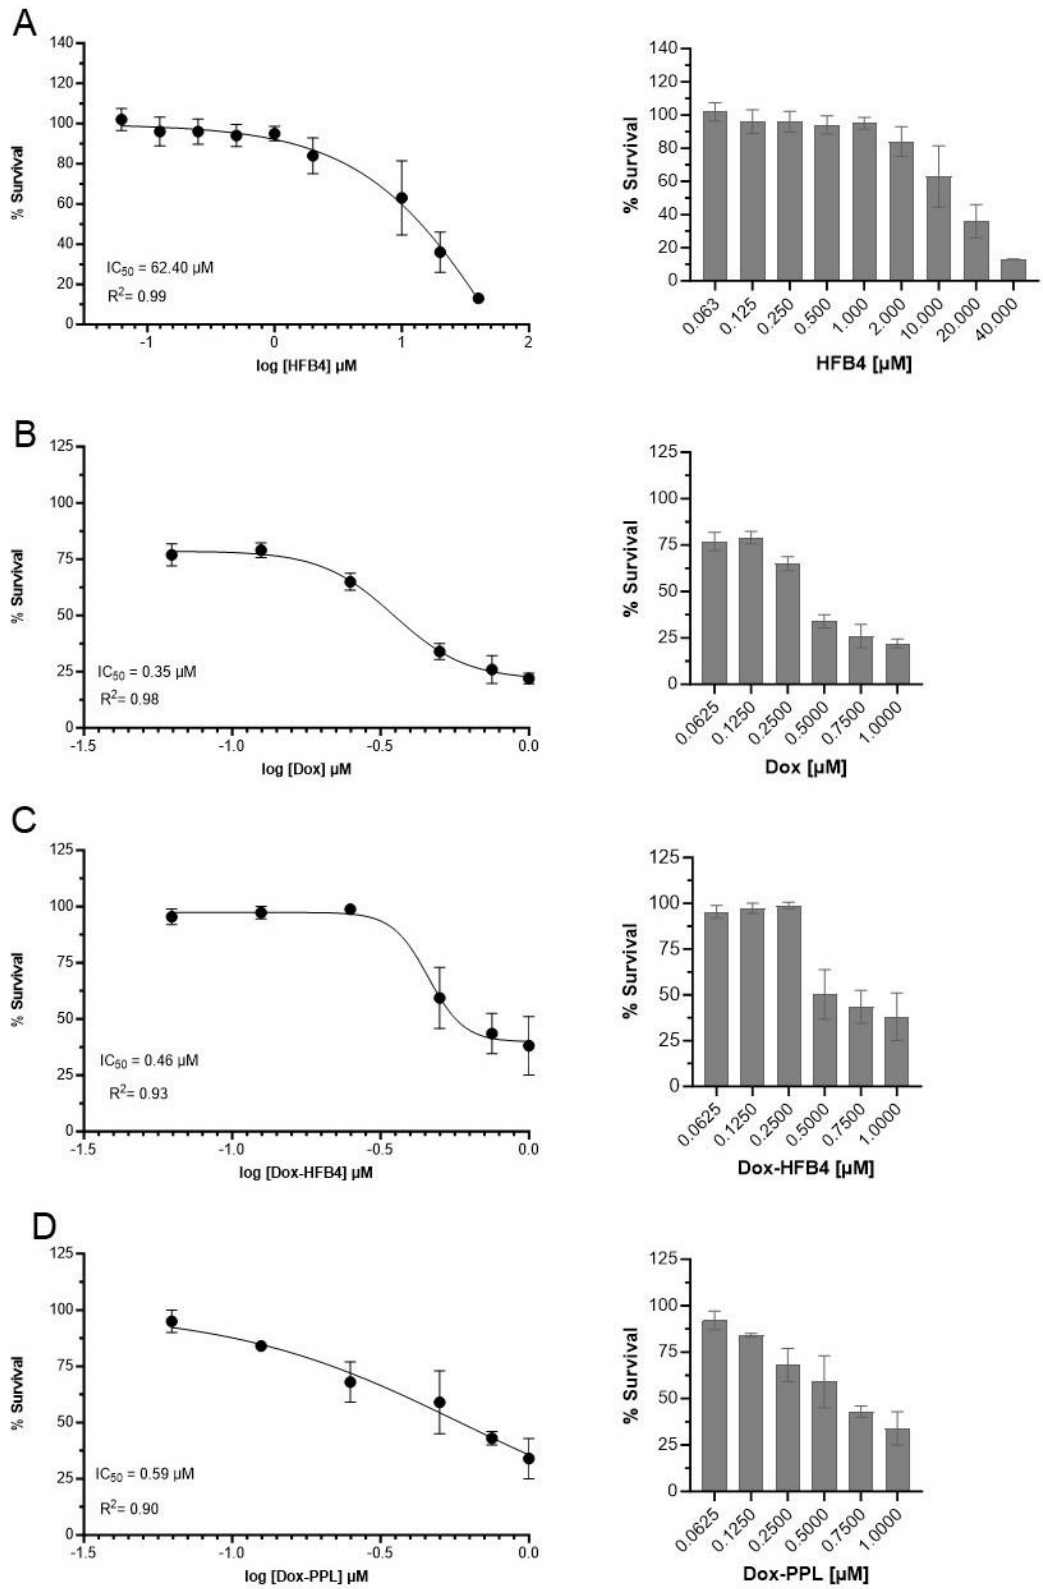 A
140
120
100
80
60
40
20
0
% Survival
IC50 = 62.40 µM
R2= 0.99
-1 0 1 2
log [HFB4] µM
140
120
100
80
60
40
20
0
% Survival
0.063 0.125 0.250 0.500 1.000 2.000 10.000 20.000 40.000
HFB4 [µM]
B
125
100
75
50
25
0
% Survival
IC50 = 0.35 µM
R2= 0.98
-1.5 -1.0 -0.5 0.0
log [Dox] µM
125
100
75
50
25
0
% Survival
0.0625 0.1250 0.2500 0.5000 0.7500 1.0000
Dox [µM]
C
125
100
75
50
25
0
% Survival
IC50 = 0.46 µM
R2= 0.93
-1.5 -1.0 -0.5 0.0
log [Dox-HFB4] µM
125
100
75
50
25
0
% Survival
0.0625 0.1250 0.2500 0.5000 0.7500 1.0000
Dox-HFB4 [µM]
D
125
100
75
50
25
0
% Survival
IC50 = 0.59 µM
R2= 0.90
-1.5 -1.0 -0.5 0.0
log [Dox-PPL] µM
125
100
75
50
25
0
% Survival
0.0625 0.1250 0.2500 0.5000 0.7500 1.0000
Dox-PPL [µM]